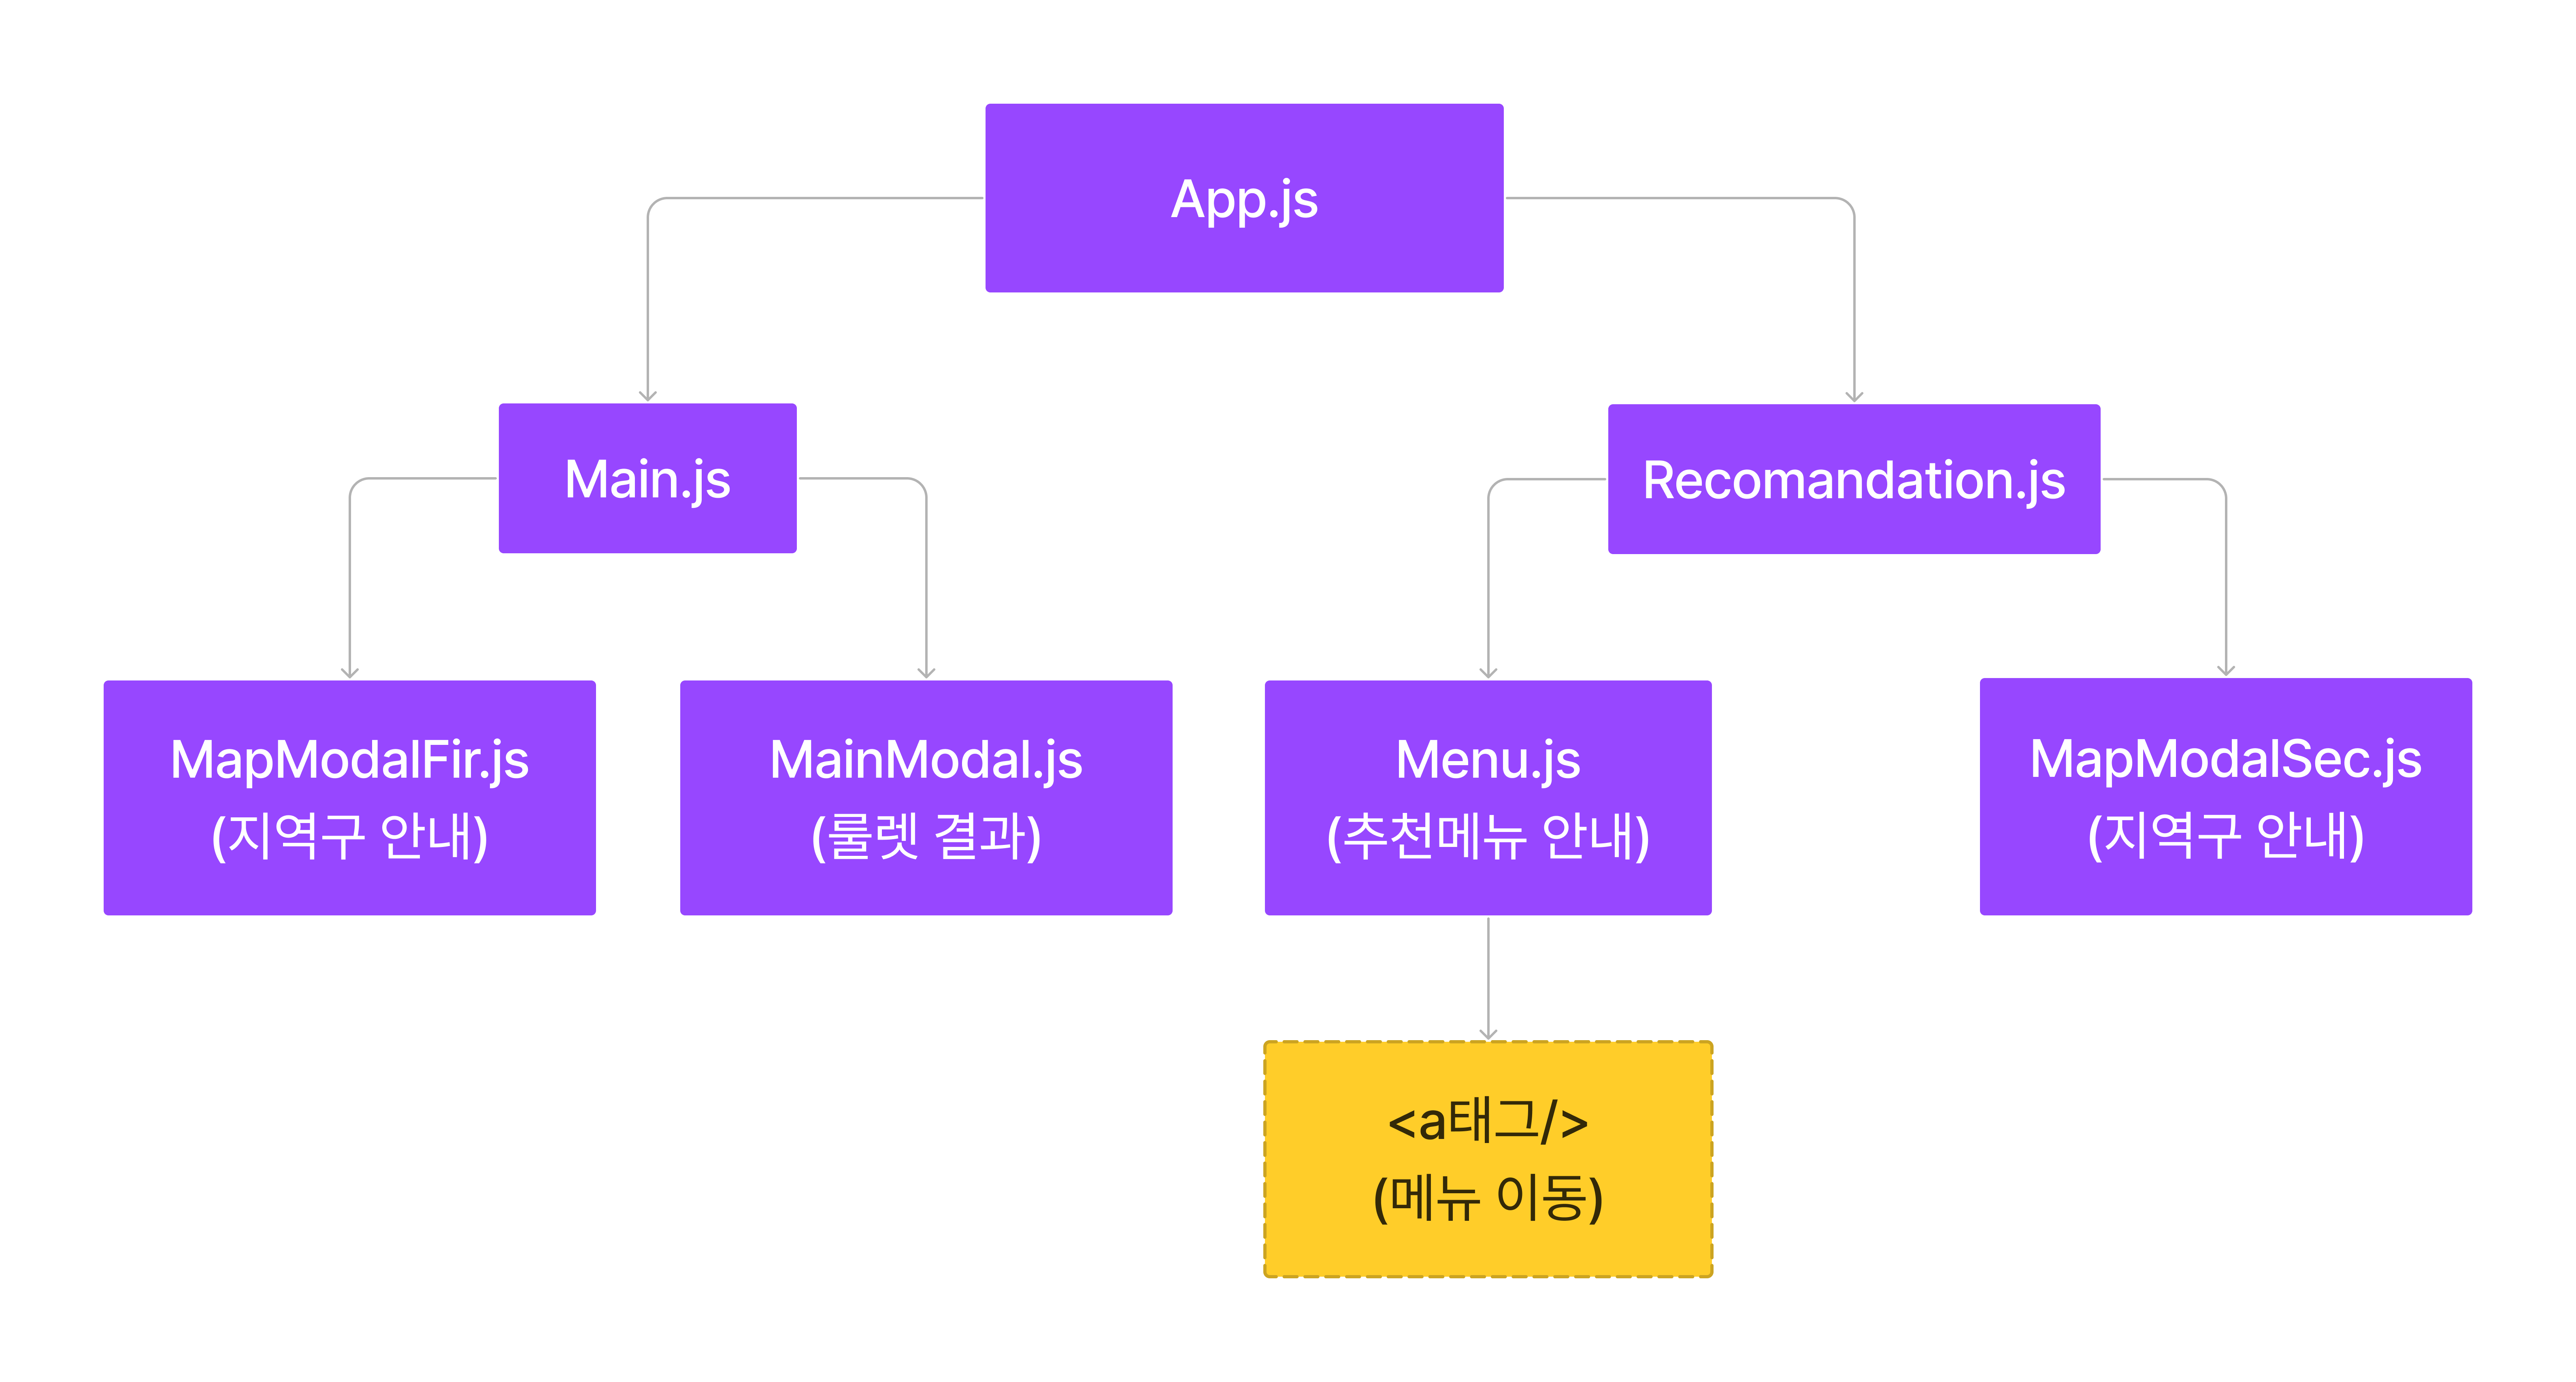 App.js
Main.js
Recomandation.js
MapModalFir.js
(지역구 안내)
MainModal.js
(룰렛 결과)
Menu.js
(추천메뉴 안내)
MapModalSec.js
(지역구 안내)
<a태그/>
(메뉴 이동)